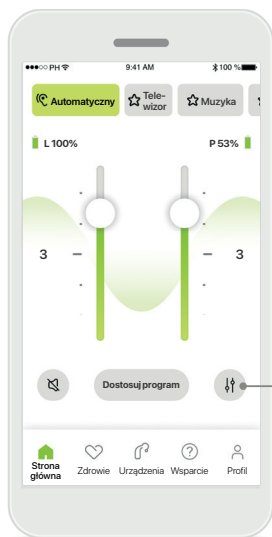 PH 9:41 AM 100 %
Automatyczny
Tele-
wizor
Muzyka
L 100% P 53%
3 3
Dostosuj program
Strona
główna
Zdrowie Urządzenia Wsparcie Profil